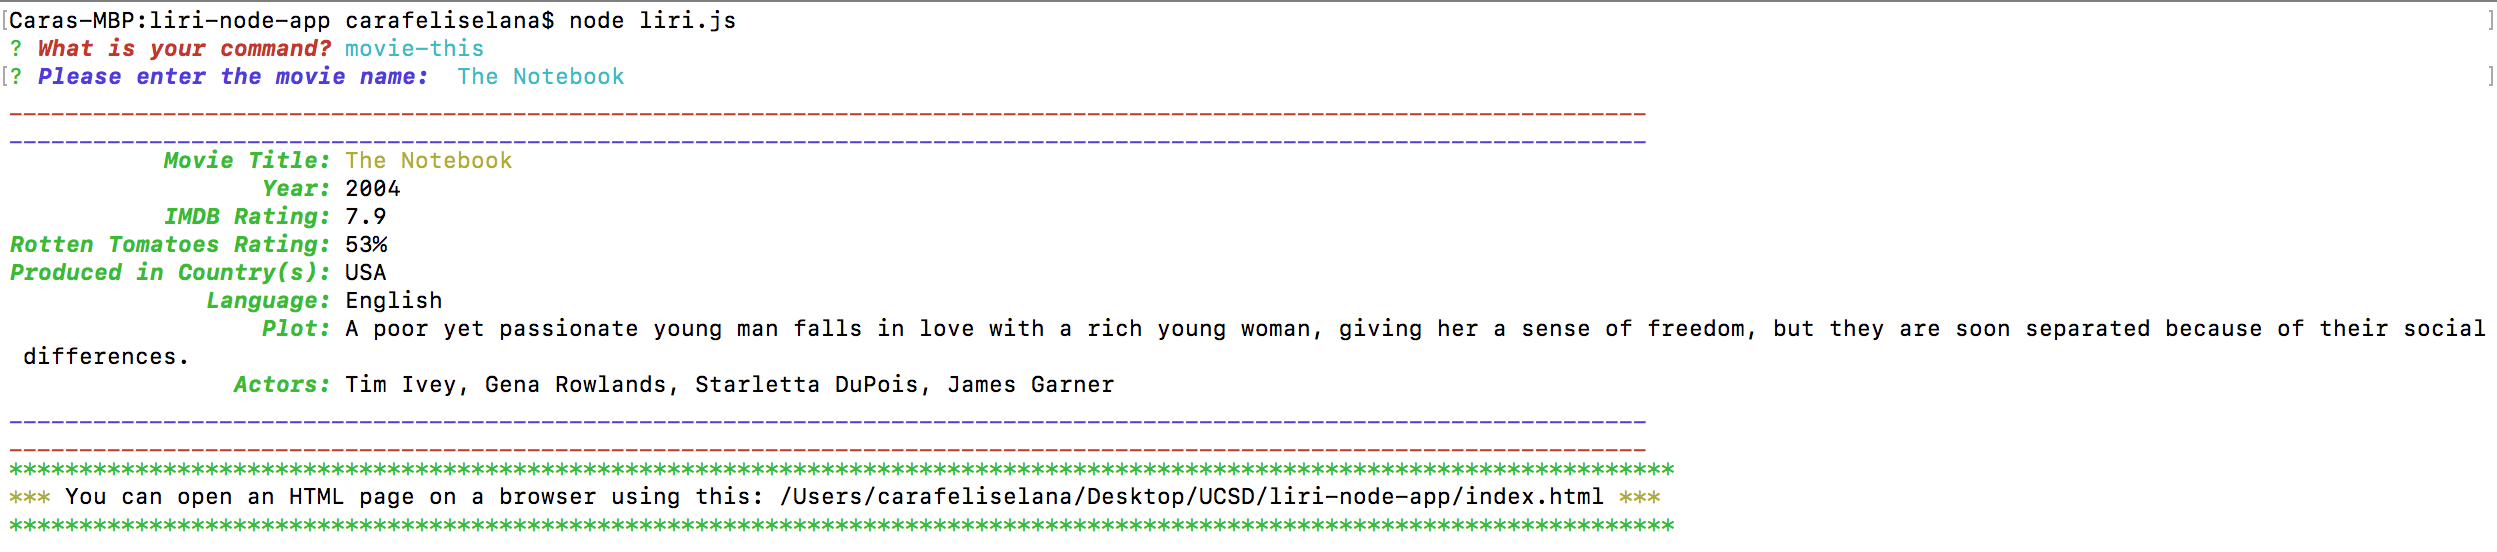 [Caras-MBP:liri-node-app carafeliselana$ node liri.js ]
? What is your command? movie-this
[? Please enter the movie name:  The Notebook ]
---------------------------------------------------------------------------------------------------------------------
---------------------------------------------------------------------------------------------------------------------
Movie Title: The Notebook
Year: 2004
IMDB Rating: 7.9
Rotten Tomatoes Rating: 53%
Produced in Country(s): USA
Language: English
Plot: A poor yet passionate young man falls in love with a rich young woman, giving her a sense of freedom, but they are soon separated because of their social
differences.
Actors: Tim Ivey, Gena Rowlands, Starletta DuPois, James Garner
---------------------------------------------------------------------------------------------------------------------
---------------------------------------------------------------------------------------------------------------------
***********************************************************************************************************************
*** You can open an HTML page on a browser using this: /Users/carafeliselana/Desktop/UCSD/liri-node-app/index.html ***
***********************************************************************************************************************